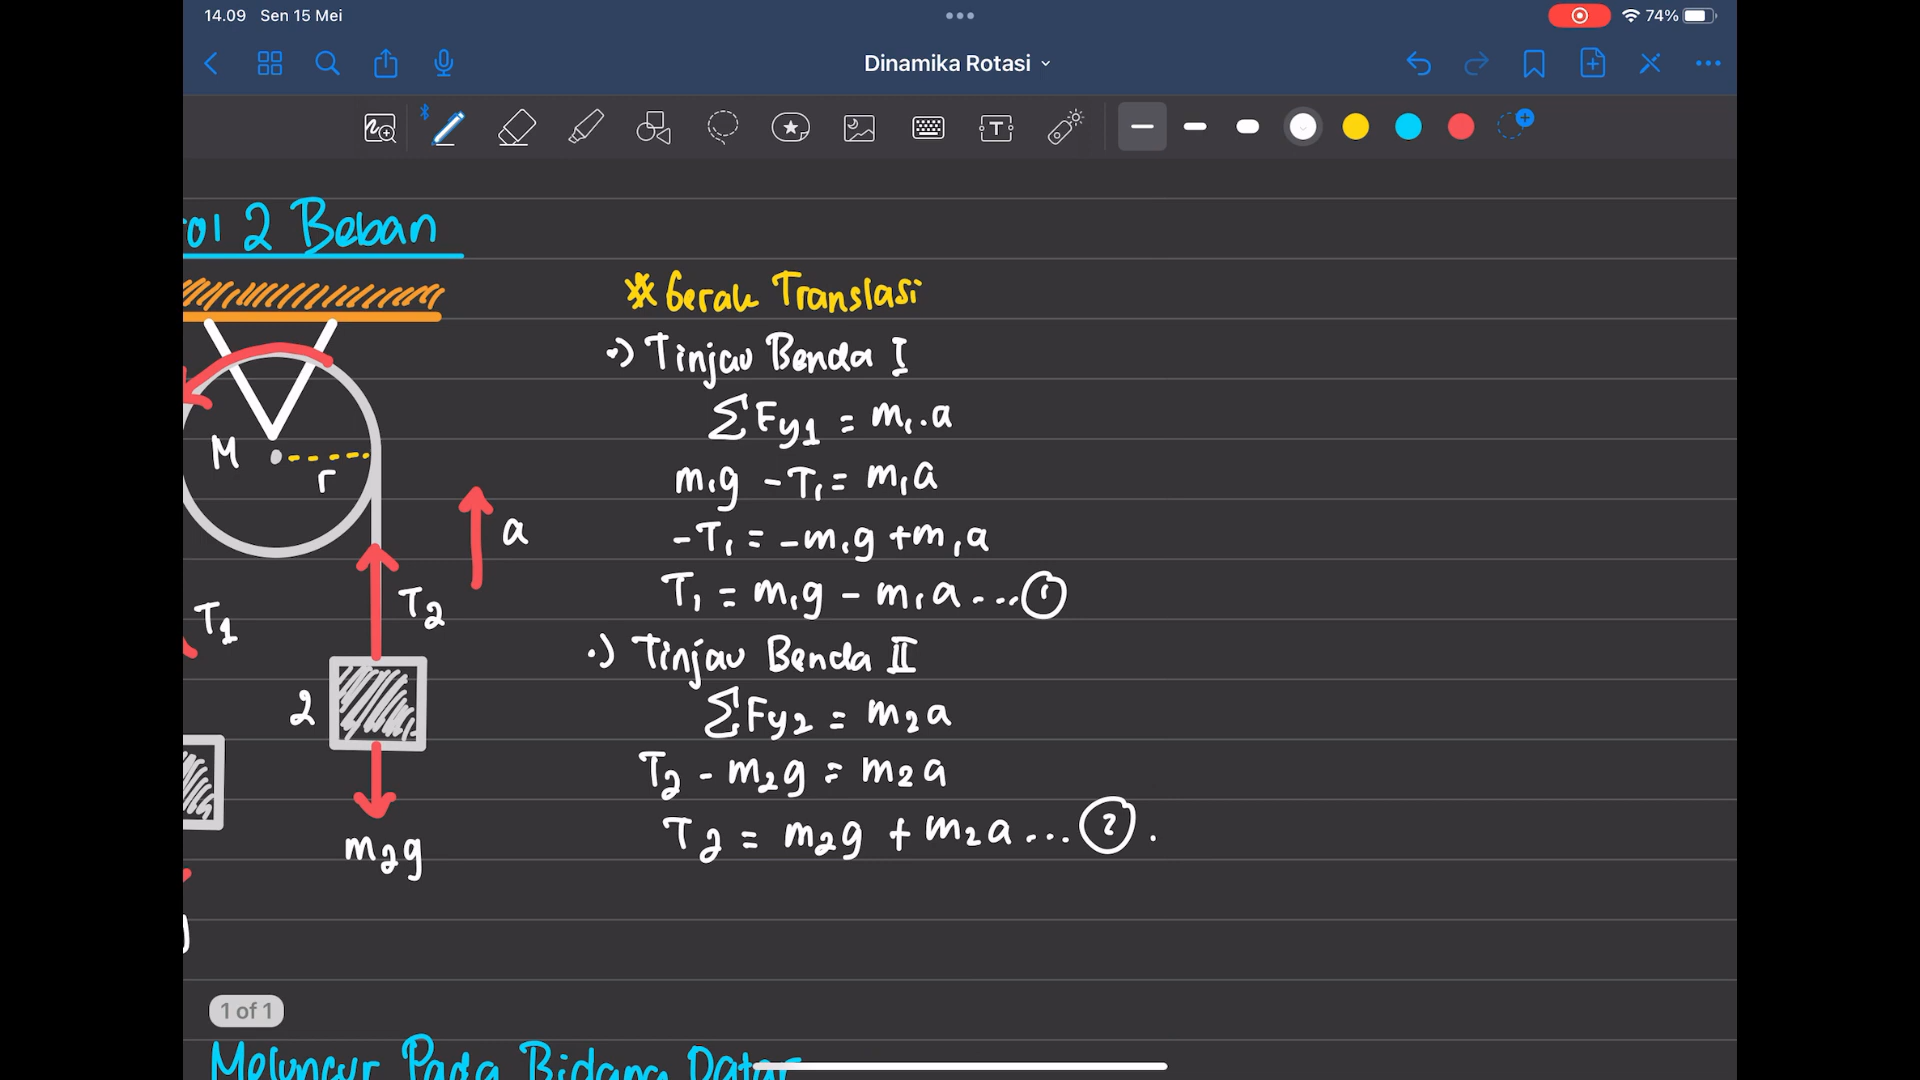 14.09 Sen 15 Mei
74%
Dinamika Rotasi
T
ol 2 Beban
* Gerak Translasi
•) Tinjau Benda I
ΣFy1 = m1.a
m1g - T1 = m1a
-T1 = -m1g + m1a
T1 = m1g - m1a ... ①
•) Tinjau Benda II
ΣFy2 = m2a
T2 - m2g = m2a
T2 = m2g + m2a ... ② .
M
r
a
T1
T2
2
m2g
1 of 1
Meluncur Pada Bidang Datar